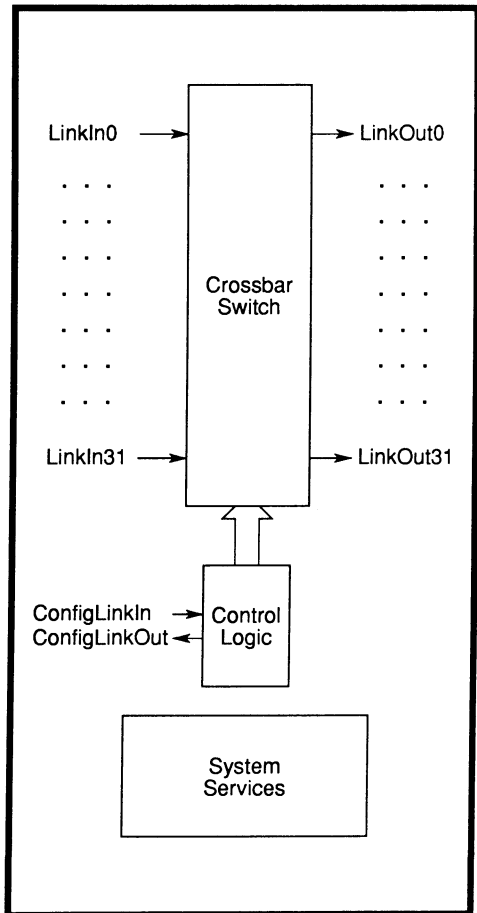 LinkIn0
LinkOut0
Crossbar
Switch
LinkIn31
LinkOut31
ConfigLinkIn
ConfigLinkOut
Control
Logic
System
Services